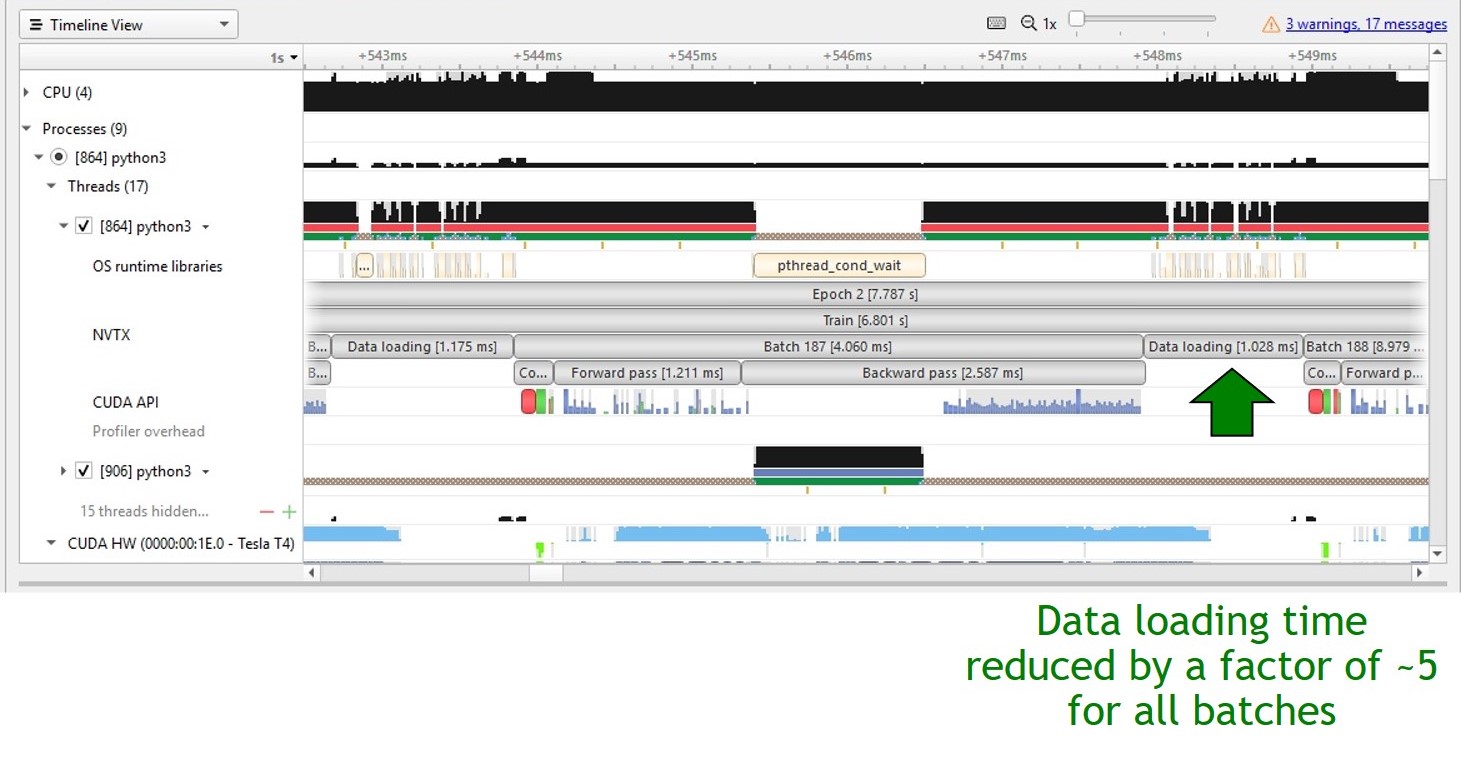 Timeline View
1x
3 warnings, 17 messages
1s
+543ms +544ms +545ms +546ms +547ms +548ms +549ms
CPU (4)
Processes (9)
[864] python3
Threads (17)
[864] python3
OS runtime libraries
... pthread_cond_wait
Epoch 2 [7.787 s]
Train [6.801 s]
NVTX
B... Data loading [1.175 ms] Batch 187 [4.060 ms] Data loading [1.028 ms] Batch 188 [8.979 ...
B... Co... Forward pass [1.211 ms] Backward pass [2.587 ms] Co... Forward p...
CUDA API
Profiler overhead
[906] python3
15 threads hidden...
CUDA HW (0000:00:1E.0 - Tesla T4)
Data loading time
reduced by a factor of ~5
for all batches